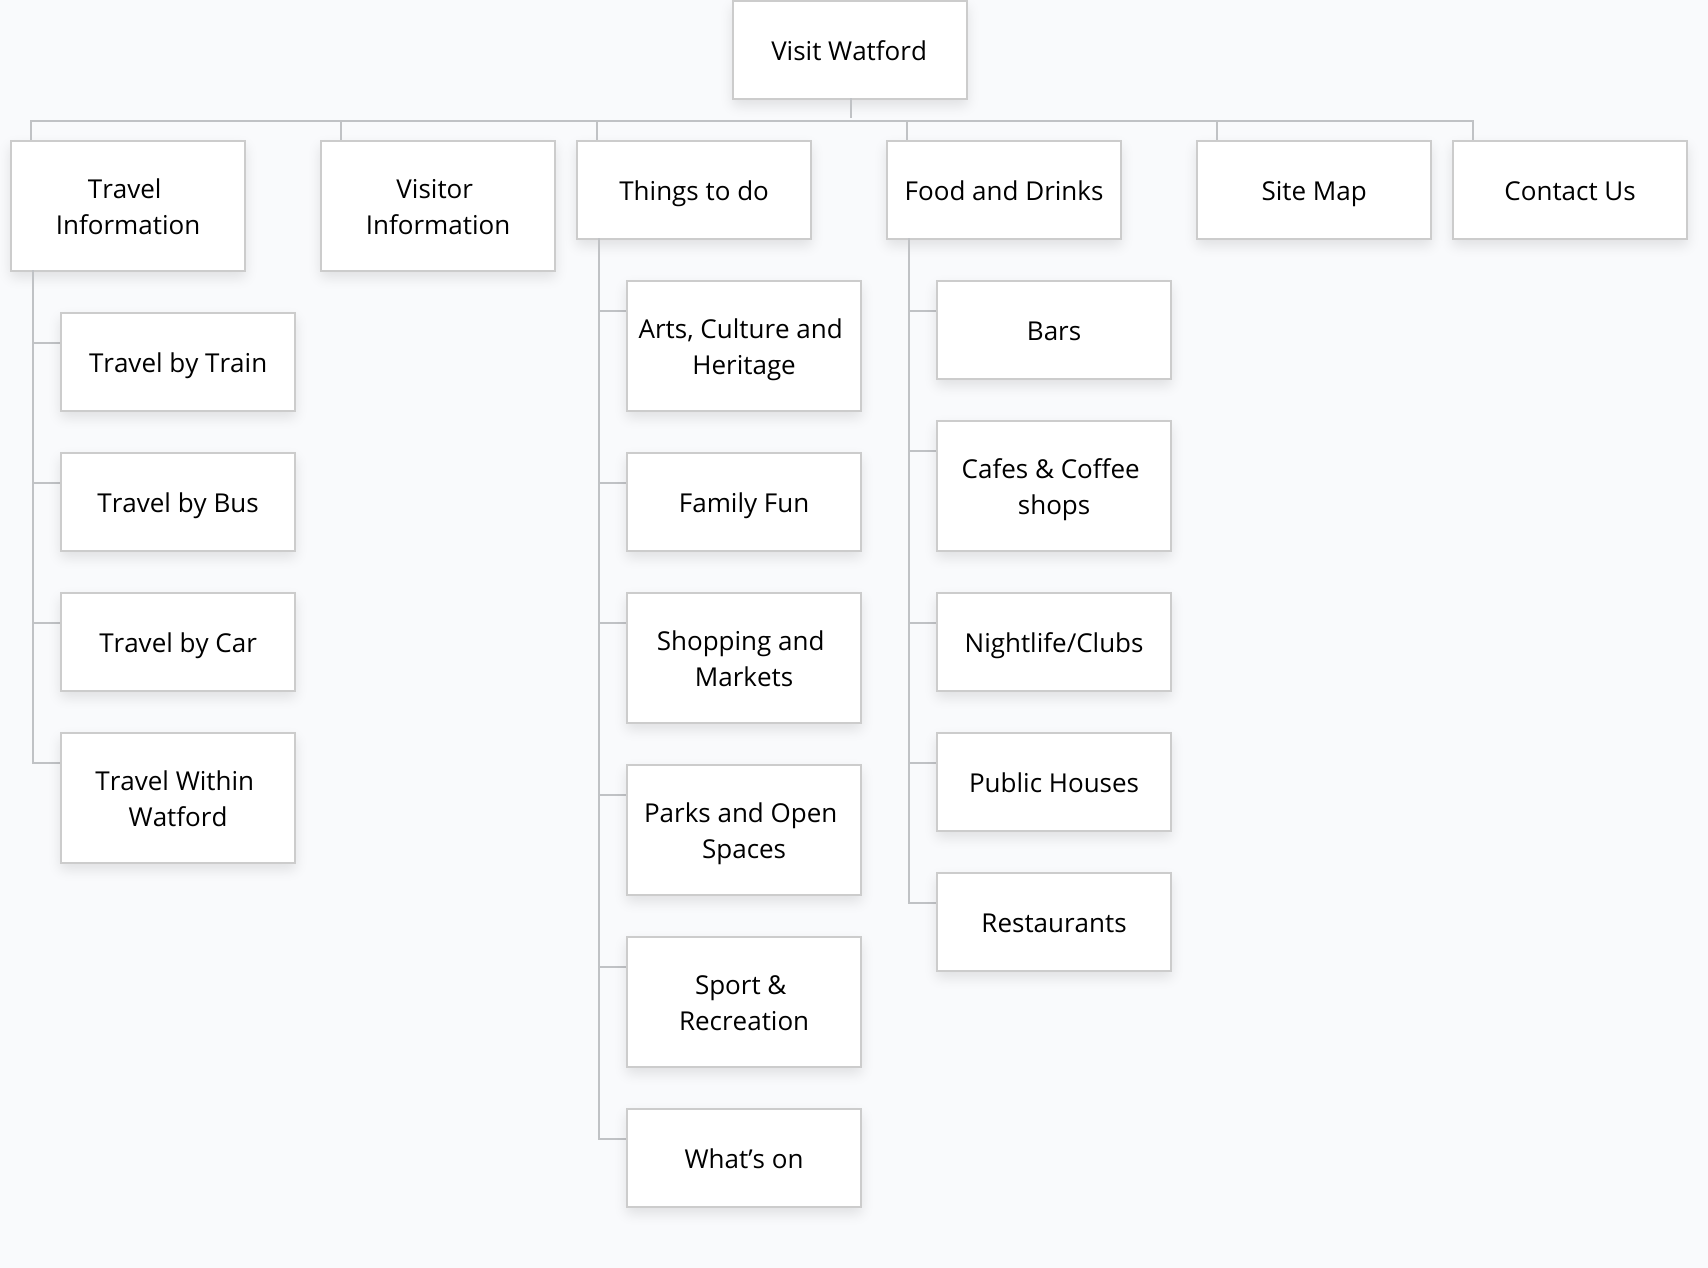 Visit Watford
Travel
Information
Visitor
Information
Things to do
Food and Drinks
Site Map
Contact Us
Travel by Train
Travel by Bus
Travel by Car
Travel Within
Watford
Arts, Culture and
Heritage
Family Fun
Shopping and
Markets
Parks and Open
Spaces
Sport &
Recreation
What’s on
Bars
Cafes & Coffee
shops
Nightlife/Clubs
Public Houses
Restaurants